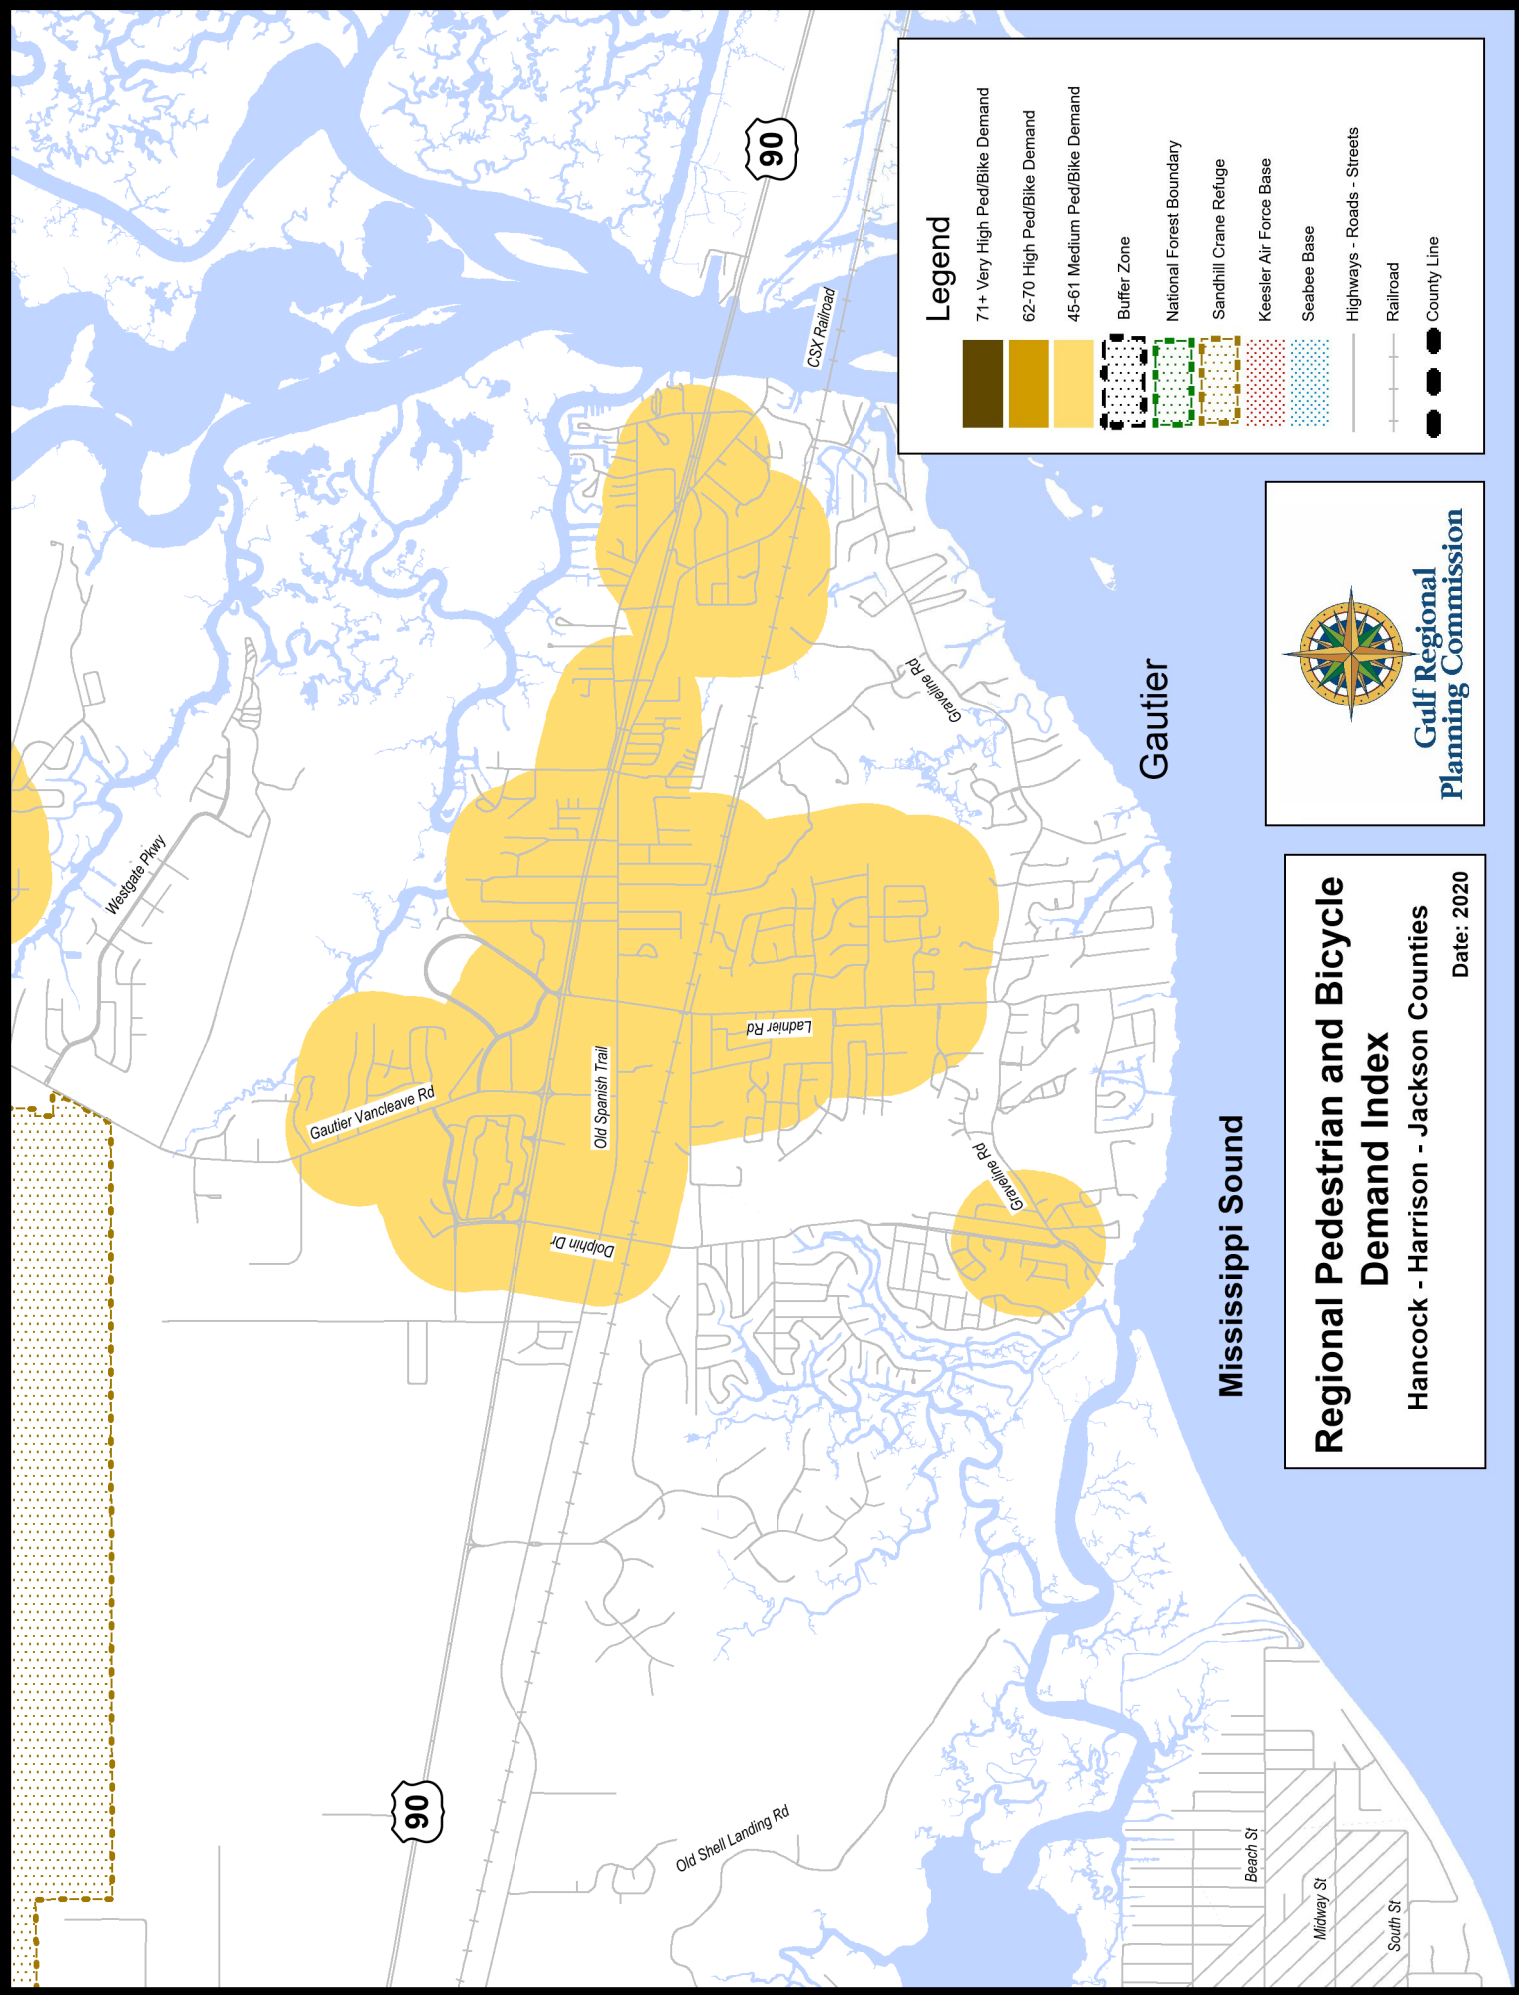 90
CSX Railroad
Westgate Pkwy
Graveline Rd
Gautier
Gautier Vancleave Rd
Old Spanish Trail
Ladnier Rd
Dolphin Dr
Graveline Rd
Mississippi Sound
90
Old Shell Landing Rd
Beach St
Midway St
South St
Legend
71+ Very High Ped/Bike Demand
62-70 High Ped/Bike Demand
45-61 Medium Ped/Bike Demand
Buffer Zone
National Forest Boundary
Sandhill Crane Refuge
Keesler Air Force Base
Seabee Base
Highways - Roads - Streets
Railroad
County Line
Gulf Regional
Planning Commission
Regional Pedestrian and Bicycle
Demand Index
Hancock - Harrison - Jackson Counties
Date: 2020